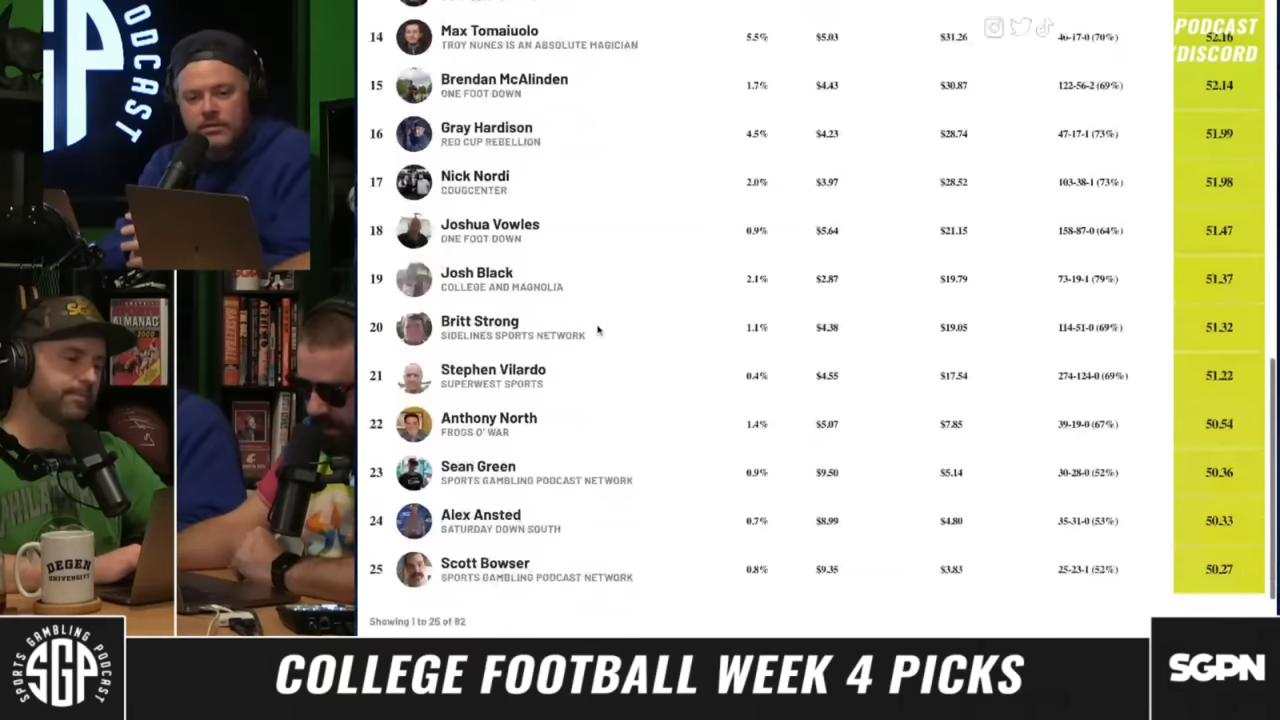 PODCAST
DISCORD
SGP
PODCAST
14 Max Tomaiuolo 5.5% $5.03 $31.26 46-17-0 (70%) 52.16
TROY NUNES IS AN ABSOLUTE MAGICIAN
15 Brendan McAlinden 1.7% $4.43 $30.87 122-56-2 (69%) 52.14
ONE FOOT DOWN
16 Gray Hardison 4.5% $4.23 $28.74 47-17-1 (73%) 51.99
RED CUP REBELLION
17 Nick Nordi 2.0% $3.97 $28.52 103-38-1 (73%) 51.98
COUGCENTER
18 Joshua Vowles 0.9% $5.64 $21.15 158-87-0 (64%) 51.47
ONE FOOT DOWN
19 Josh Black 2.1% $2.87 $19.79 73-19-1 (79%) 51.37
COLLEGE AND MAGNOLIA
20 Britt Strong 1.1% $4.38 $19.05 114-51-0 (69%) 51.32
SIDELINES SPORTS NETWORK
21 Stephen Vilardo 0.4% $4.55 $17.54 274-124-0 (69%) 51.22
SUPERWEST SPORTS
22 Anthony North 1.4% $5.07 $7.85 39-19-0 (67%) 50.54
FROGS O' WAR
23 Sean Green 0.9% $9.50 $5.14 30-28-0 (52%) 50.36
SPORTS GAMBLING PODCAST NETWORK
24 Alex Ansted 0.7% $8.99 $4.80 35-31-0 (53%) 50.33
SATURDAY DOWN SOUTH
25 Scott Bowser 0.8% $9.35 $3.83 25-23-1 (52%) 50.27
SPORTS GAMBLING PODCAST NETWORK
Showing 1 to 25 of 82
ALMANAC
DEGEN
UNIVERSITY
SPORTS GAMBLING PODCAST
SGP
COLLEGE FOOTBALL WEEK 4 PICKS
SGPN